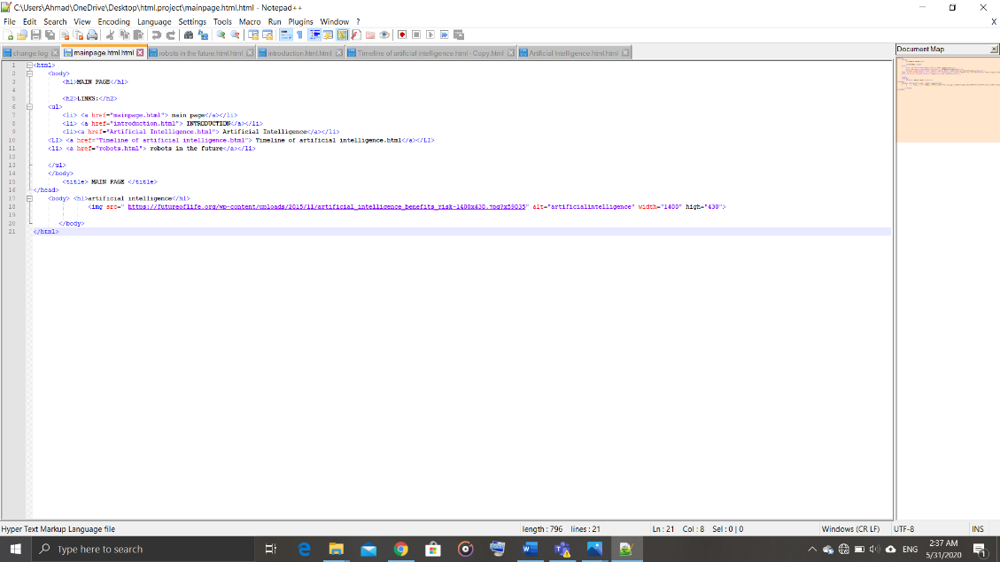 C:\Users\Ahmad\OneDrive\Desktop\html.project\mainpage.html.html - Notepad++
File Edit Search View Encoding Language Settings Tools Macro Run Plugins Window ? X
change.log mainpage.html.html robots in the future.html.html introduction.html.html Timeline of artificial intelligence.html - Copy.html Artificial Intelligence.html.html
Document Map
1 <html>
2 <body>
3 <h1>MAIN PAGE</h1>
4
5 <h2>LINKS:</h2>
6 <ul>
7 <li> <a href="mainpage.html"> main page</a></li>
8 <li> <a href="introduction.html"> INTRODUCTION</a></li>
9 <li><a href="Artificial Intelligence.html"> Artificial Intelligence</a></li>
10 <LI> <a href="Timeline of artificial intelligence.html"> Timeline of artificial intelligence.html</a></LI>
11 <li> <a href="robots.html"> robots in the future</a></li>
12
13 </ul>
14 </body>
15 <title> MAIN PAGE </title>
16 </head>
17 <body> <h1>artificial intelligence</h1>
18 <img src=" https://futureoflife.org/wp-content/uploads/2015/11/artificial_intelligence_benefits_risk-1400x430.jpg?x59035" alt="artificialintelligence" width="1400" high="430">
19
20 </body>
21 </html>
Hyper Text Markup Language file length : 796 lines : 21 Ln : 21 Col : 8 Sel : 0 | 0 Windows (CR LF) UTF-8 INS
Type here to search
ENG
2:37 AM
5/31/2020
1